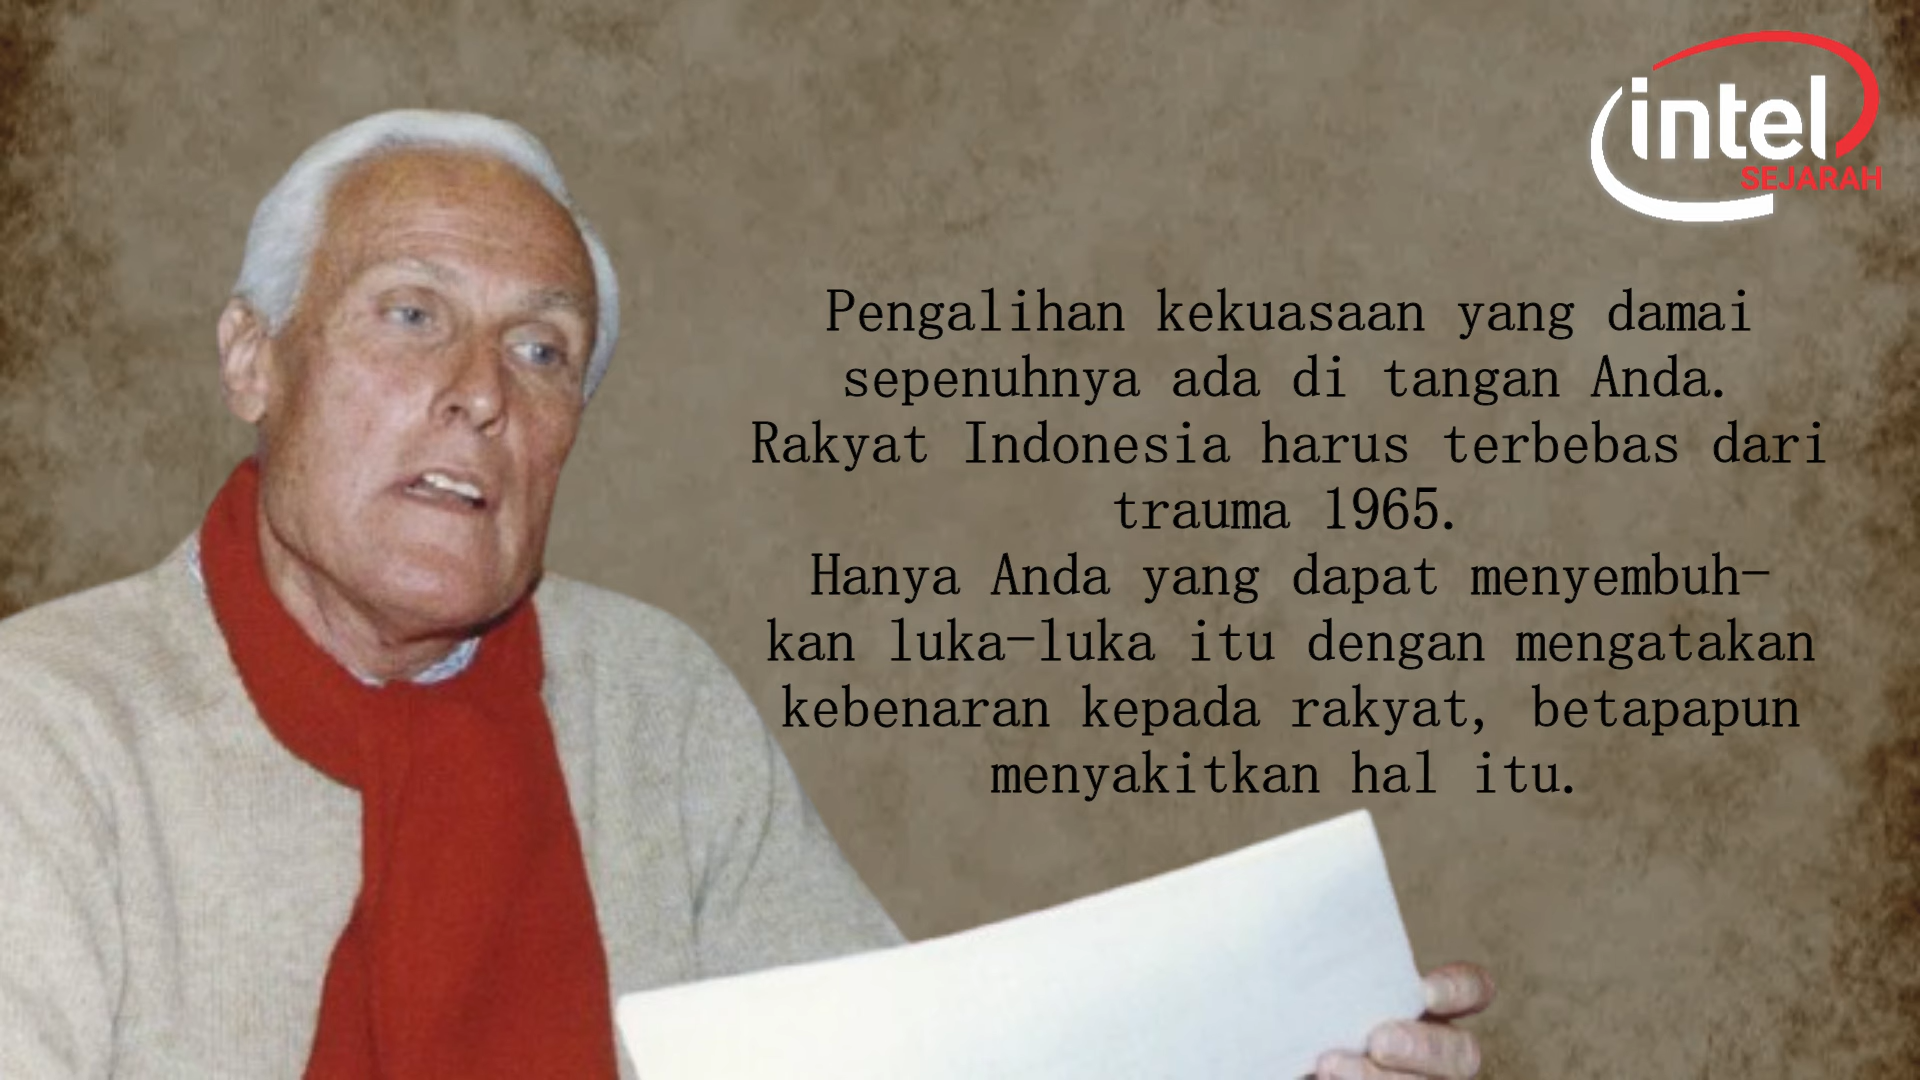 intel
SEJARAH
Pengalihan kekuasaan yang damai
sepenuhnya ada di tangan Anda.
Rakyat Indonesia harus terbebas dari
trauma 1965.
Hanya Anda yang dapat menyembuh-
kan luka-luka itu dengan mengatakan
kebenaran kepada rakyat, betapapun
menyakitkan hal itu.